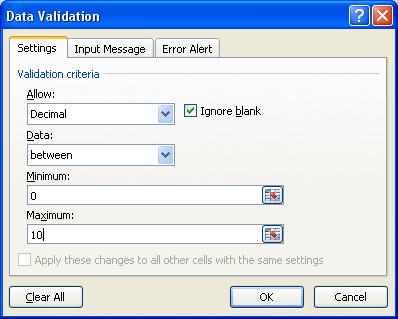 Data Validation
Settings Input Message Error Alert
Validation criteria
Allow:
Decimal Ignore blank
Data:
between
Minimum:
0
Maximum:
10
Apply these changes to all other cells with the same settings
Clear All OK Cancel